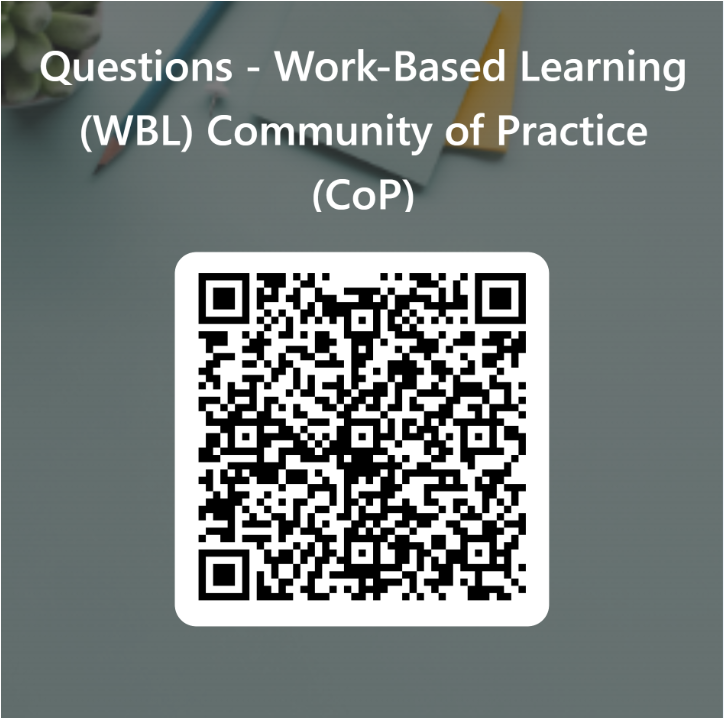 Questions - Work-Based Learning
(WBL) Community of Practice
(CoP)